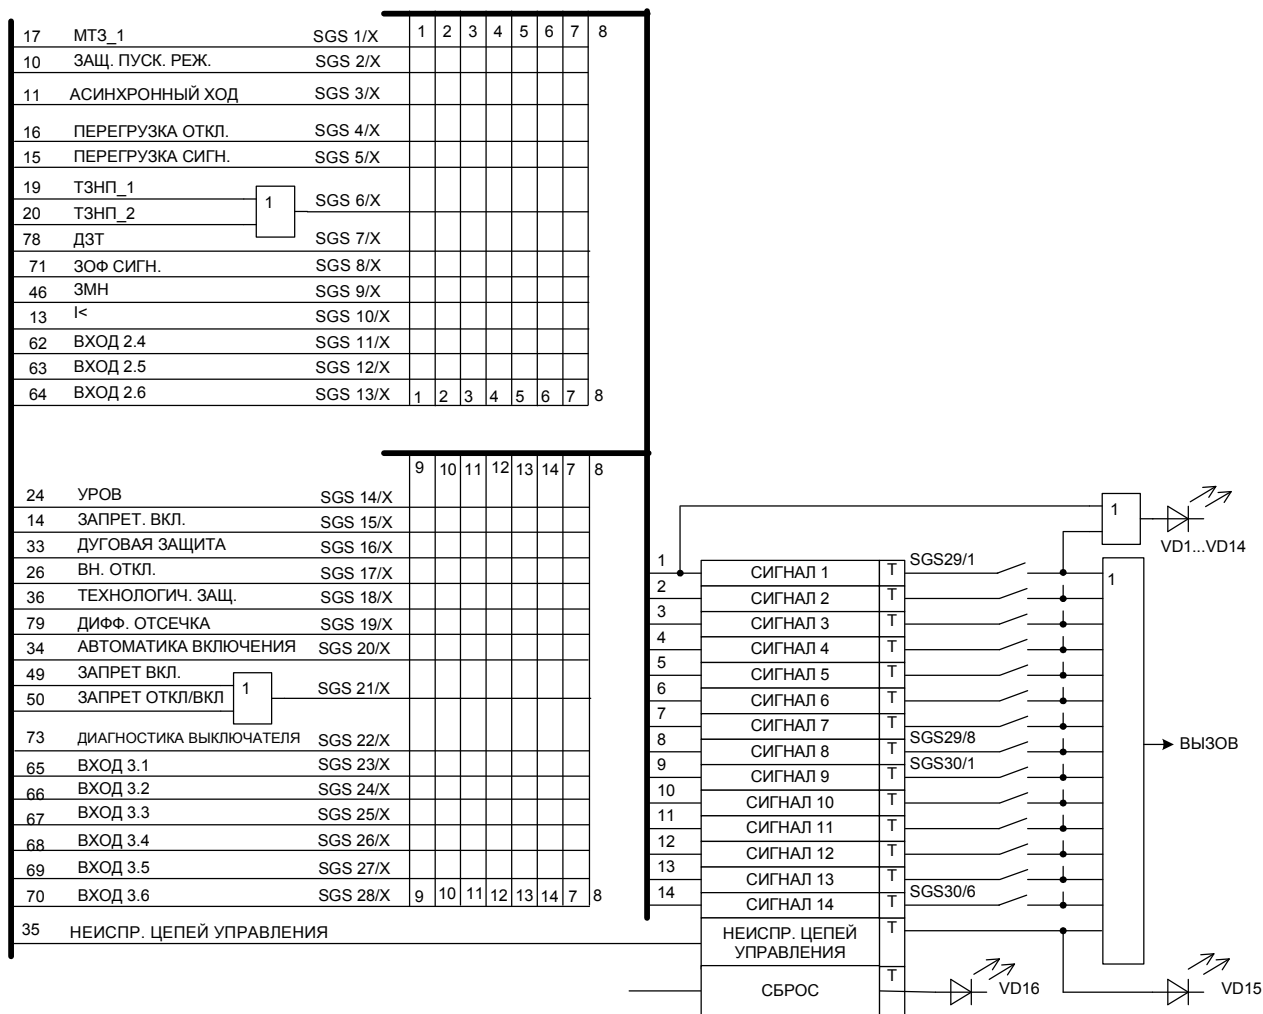 17 МТЗ_1 SGS 1/X 1 2 3 4 5 6 7 8
10 ЗАЩ. ПУСК. РЕЖ. SGS 2/X
11 АСИНХРОННЫЙ ХОД SGS 3/X
16 ПЕРЕГРУЗКА ОТКЛ. SGS 4/X
15 ПЕРЕГРУЗКА СИГН. SGS 5/X
19 ТЗНП_1
1 SGS 6/X
20 ТЗНП_2
78 ДЗТ SGS 7/X
71 ЗОФ СИГН. SGS 8/X
46 ЗМН SGS 9/X
13 I< SGS 10/X
62 ВХОД 2.4 SGS 11/X
63 ВХОД 2.5 SGS 12/X
64 ВХОД 2.6 SGS 13/X 1 2 3 4 5 6 7 8
9 10 11 12 13 14 7 8
24 УРОВ SGS 14/X
14 ЗАПРЕТ. ВКЛ. SGS 15/X
33 ДУГОВАЯ ЗАЩИТА SGS 16/X
26 ВН. ОТКЛ. SGS 17/X
36 ТЕХНОЛОГИЧ. ЗАЩ. SGS 18/X
79 ДИФФ. ОТСЕЧКА SGS 19/X
34 АВТОМАТИКА ВКЛЮЧЕНИЯ SGS 20/X
49 ЗАПРЕТ ВКЛ.
1 SGS 21/X
50 ЗАПРЕТ ОТКЛ/ВКЛ
73 ДИАГНОСТИКА ВЫКЛЮЧАТЕЛЯ SGS 22/X
65 ВХОД 3.1 SGS 23/X
66 ВХОД 3.2 SGS 24/X
67 ВХОД 3.3 SGS 25/X
68 ВХОД 3.4 SGS 26/X
69 ВХОД 3.5 SGS 27/X
70 ВХОД 3.6 SGS 28/X 9 10 11 12 13 14 7 8
35 НЕИСПР. ЦЕПЕЙ УПРАВЛЕНИЯ
1
VD1...VD14
1 СИГНАЛ 1 T SGS29/1 1
2 СИГНАЛ 2 T
3 СИГНАЛ 3 T
4 СИГНАЛ 4 T
5 СИГНАЛ 5 T
6 СИГНАЛ 6 T
7 СИГНАЛ 7 T
8 СИГНАЛ 8 T SGS29/8 ВЫЗОВ
9 СИГНАЛ 9 T SGS30/1
10 СИГНАЛ 10 T
11 СИГНАЛ 11 T
12 СИГНАЛ 12 T
13 СИГНАЛ 13 T
14 СИГНАЛ 14 T SGS30/6
НЕИСПР. ЦЕПЕЙ T
УПРАВЛЕНИЯ
СБРОС T VD16 VD15